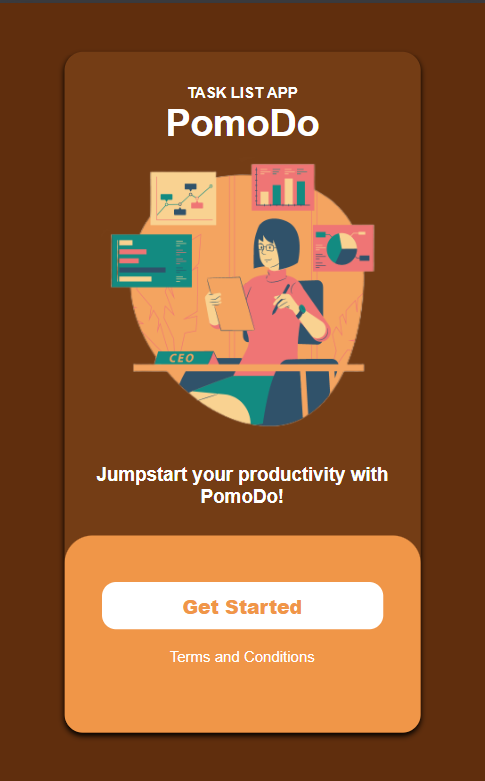 TASK LIST APP
PomoDo
CEO
Jumpstart your productivity with
PomoDo!
Get Started
Terms and Conditions